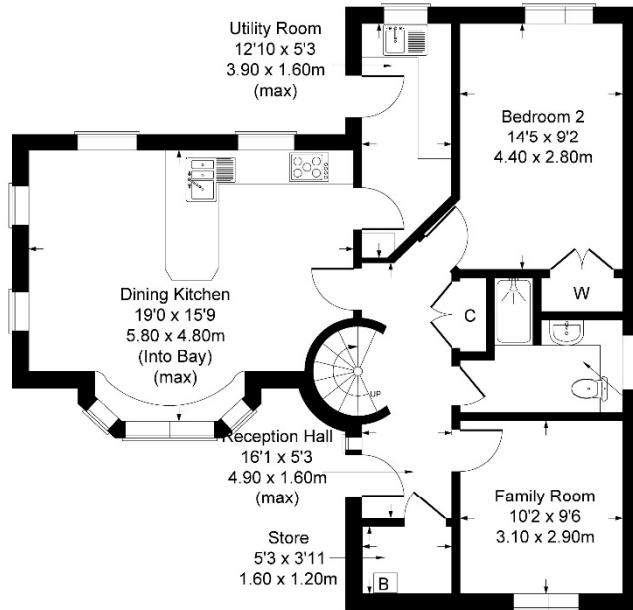 Utility Room
12'10 x 5'3
3.90 x 1.60m
(max)
Bedroom 2
14'5 x 9'2
4.40 x 2.80m
Dining Kitchen
19'0 x 15'9
5.80 x 4.80m
(Into Bay)
(max)
W
C
UP
Reception Hall
16'1 x 5'3
4.90 x 1.60m
(max)
Family Room
10'2 x 9'6
3.10 x 2.90m
Store
5'3 x 3'11
1.60 x 1.20m
B